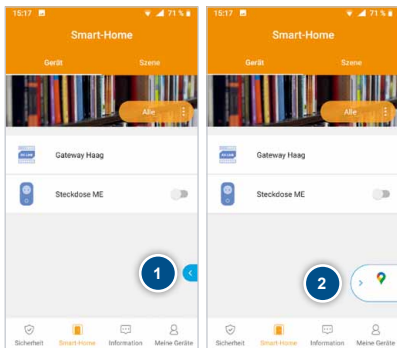 15:17 71 %
Smart-Home
Gerät Szene
Alle
Gateway Haag
Steckdose ME
1
Sicherheit Smart-Home Information Meine Geräte
15:17 71 %
Smart-Home
Gerät Szene
Alle
Gateway Haag
Steckdose ME
2
Sicherheit Smart-Home Information Meine Geräte